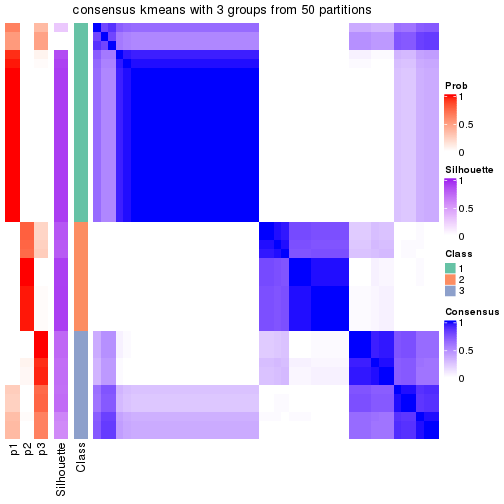 consensus kmeans with 3 groups from 50 partitions
Prob
1
0.5
0
Silhouette
1
0.5
0
Class
1
2
3
Consensus
1
0.5
0
p1
p2
p3
Silhouette
Class